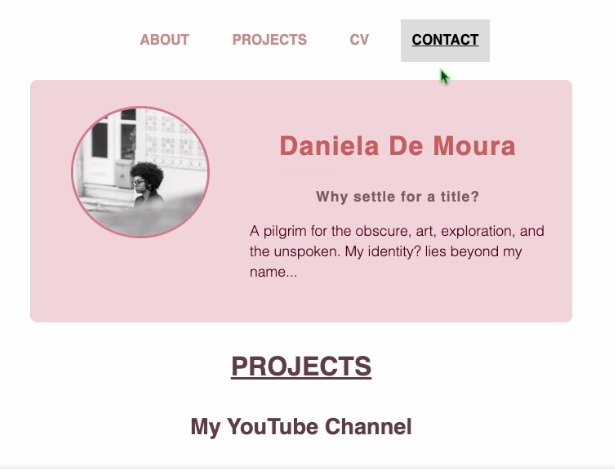 ABOUT PROJECTS CV CONTACT
Daniela De Moura
Why settle for a title?
A pilgrim for the obscure, art, exploration, and
the unspoken. My identity? lies beyond my
name...
PROJECTS
My YouTube Channel